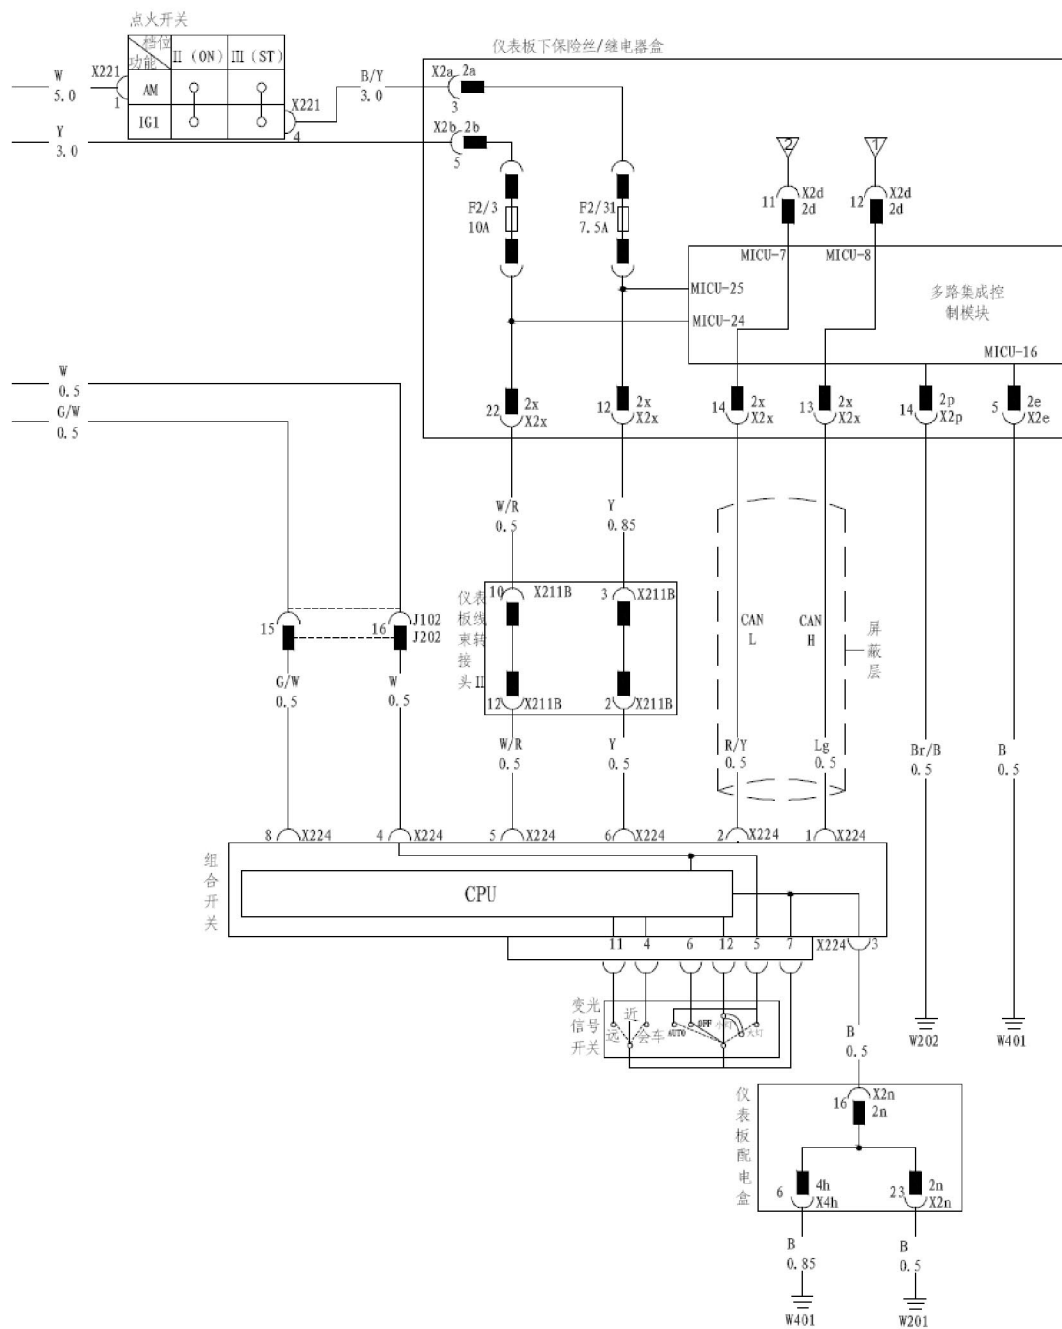 点火开关
仪表板下保险丝/继电器盒
档位
功能
II (ON)
III (ST)
AM
IG1
X221
1
W
5.0
X221
4
B/Y
3.0
X2a 2a
3
Y
3.0
X2b 2b
5
F2/3
10A
F2/31
7.5A
2
1
11
X2d
2d
12
X2d
2d
MICU-7
MICU-8
MICU-25
MICU-24
多路集成控
制模块
MICU-16
W
0.5
G/W
0.5
22
2x
X2x
12
2x
X2x
14
2x
X2x
13
2x
X2x
14
2p
X2p
5
2e
X2e
W/R
0.5
Y
0.85
仪表
板线
束转
接
头II
10
X211B
3
X211B
12
X211B
2
X211B
15
16
J102
J202
CAN
L
CAN
H
屏
蔽
层
G/W
0.5
W
0.5
W/R
0.5
Y
0.5
R/Y
0.5
Lg
0.5
Br/B
0.5
B
0.5
8 X224
4 X224
5 X224
6 X224
2 X224
1 X224
组
合
开
关
CPU
11
4
6
12
5
7
X224
3
变光
信号
开关
远
近
会车
AUTO
OFF
小灯
大灯
B
0.5
W202
W401
仪
表
板
配
电
盒
16
X2n
2n
6
4h
X4h
23
2n
X2n
B
0.85
B
0.5
W401
W201